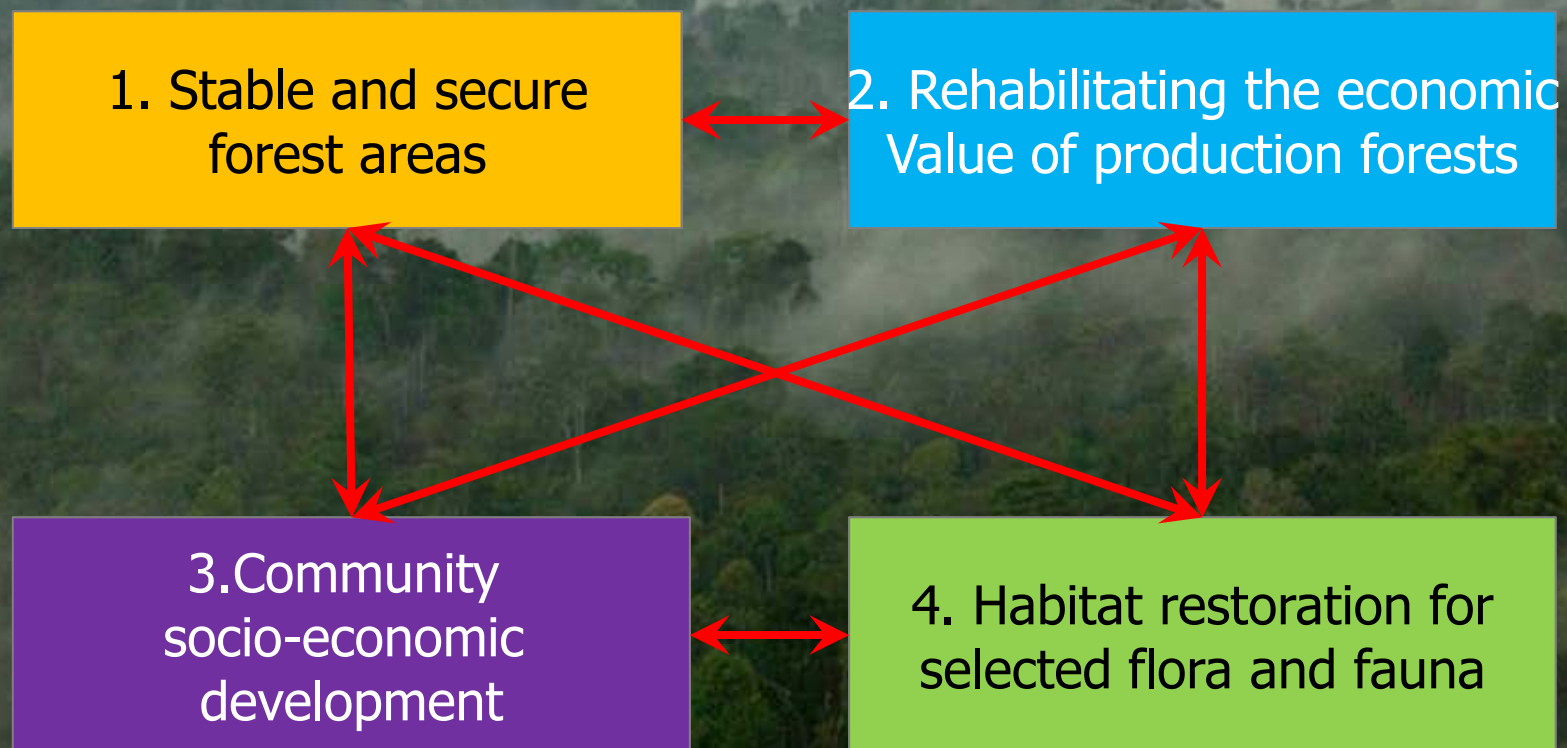 1. Stable and secure
forest areas
2. Rehabilitating the economic
Value of production forests
3.Community
socio-economic
development
4. Habitat restoration for
selected flora and fauna